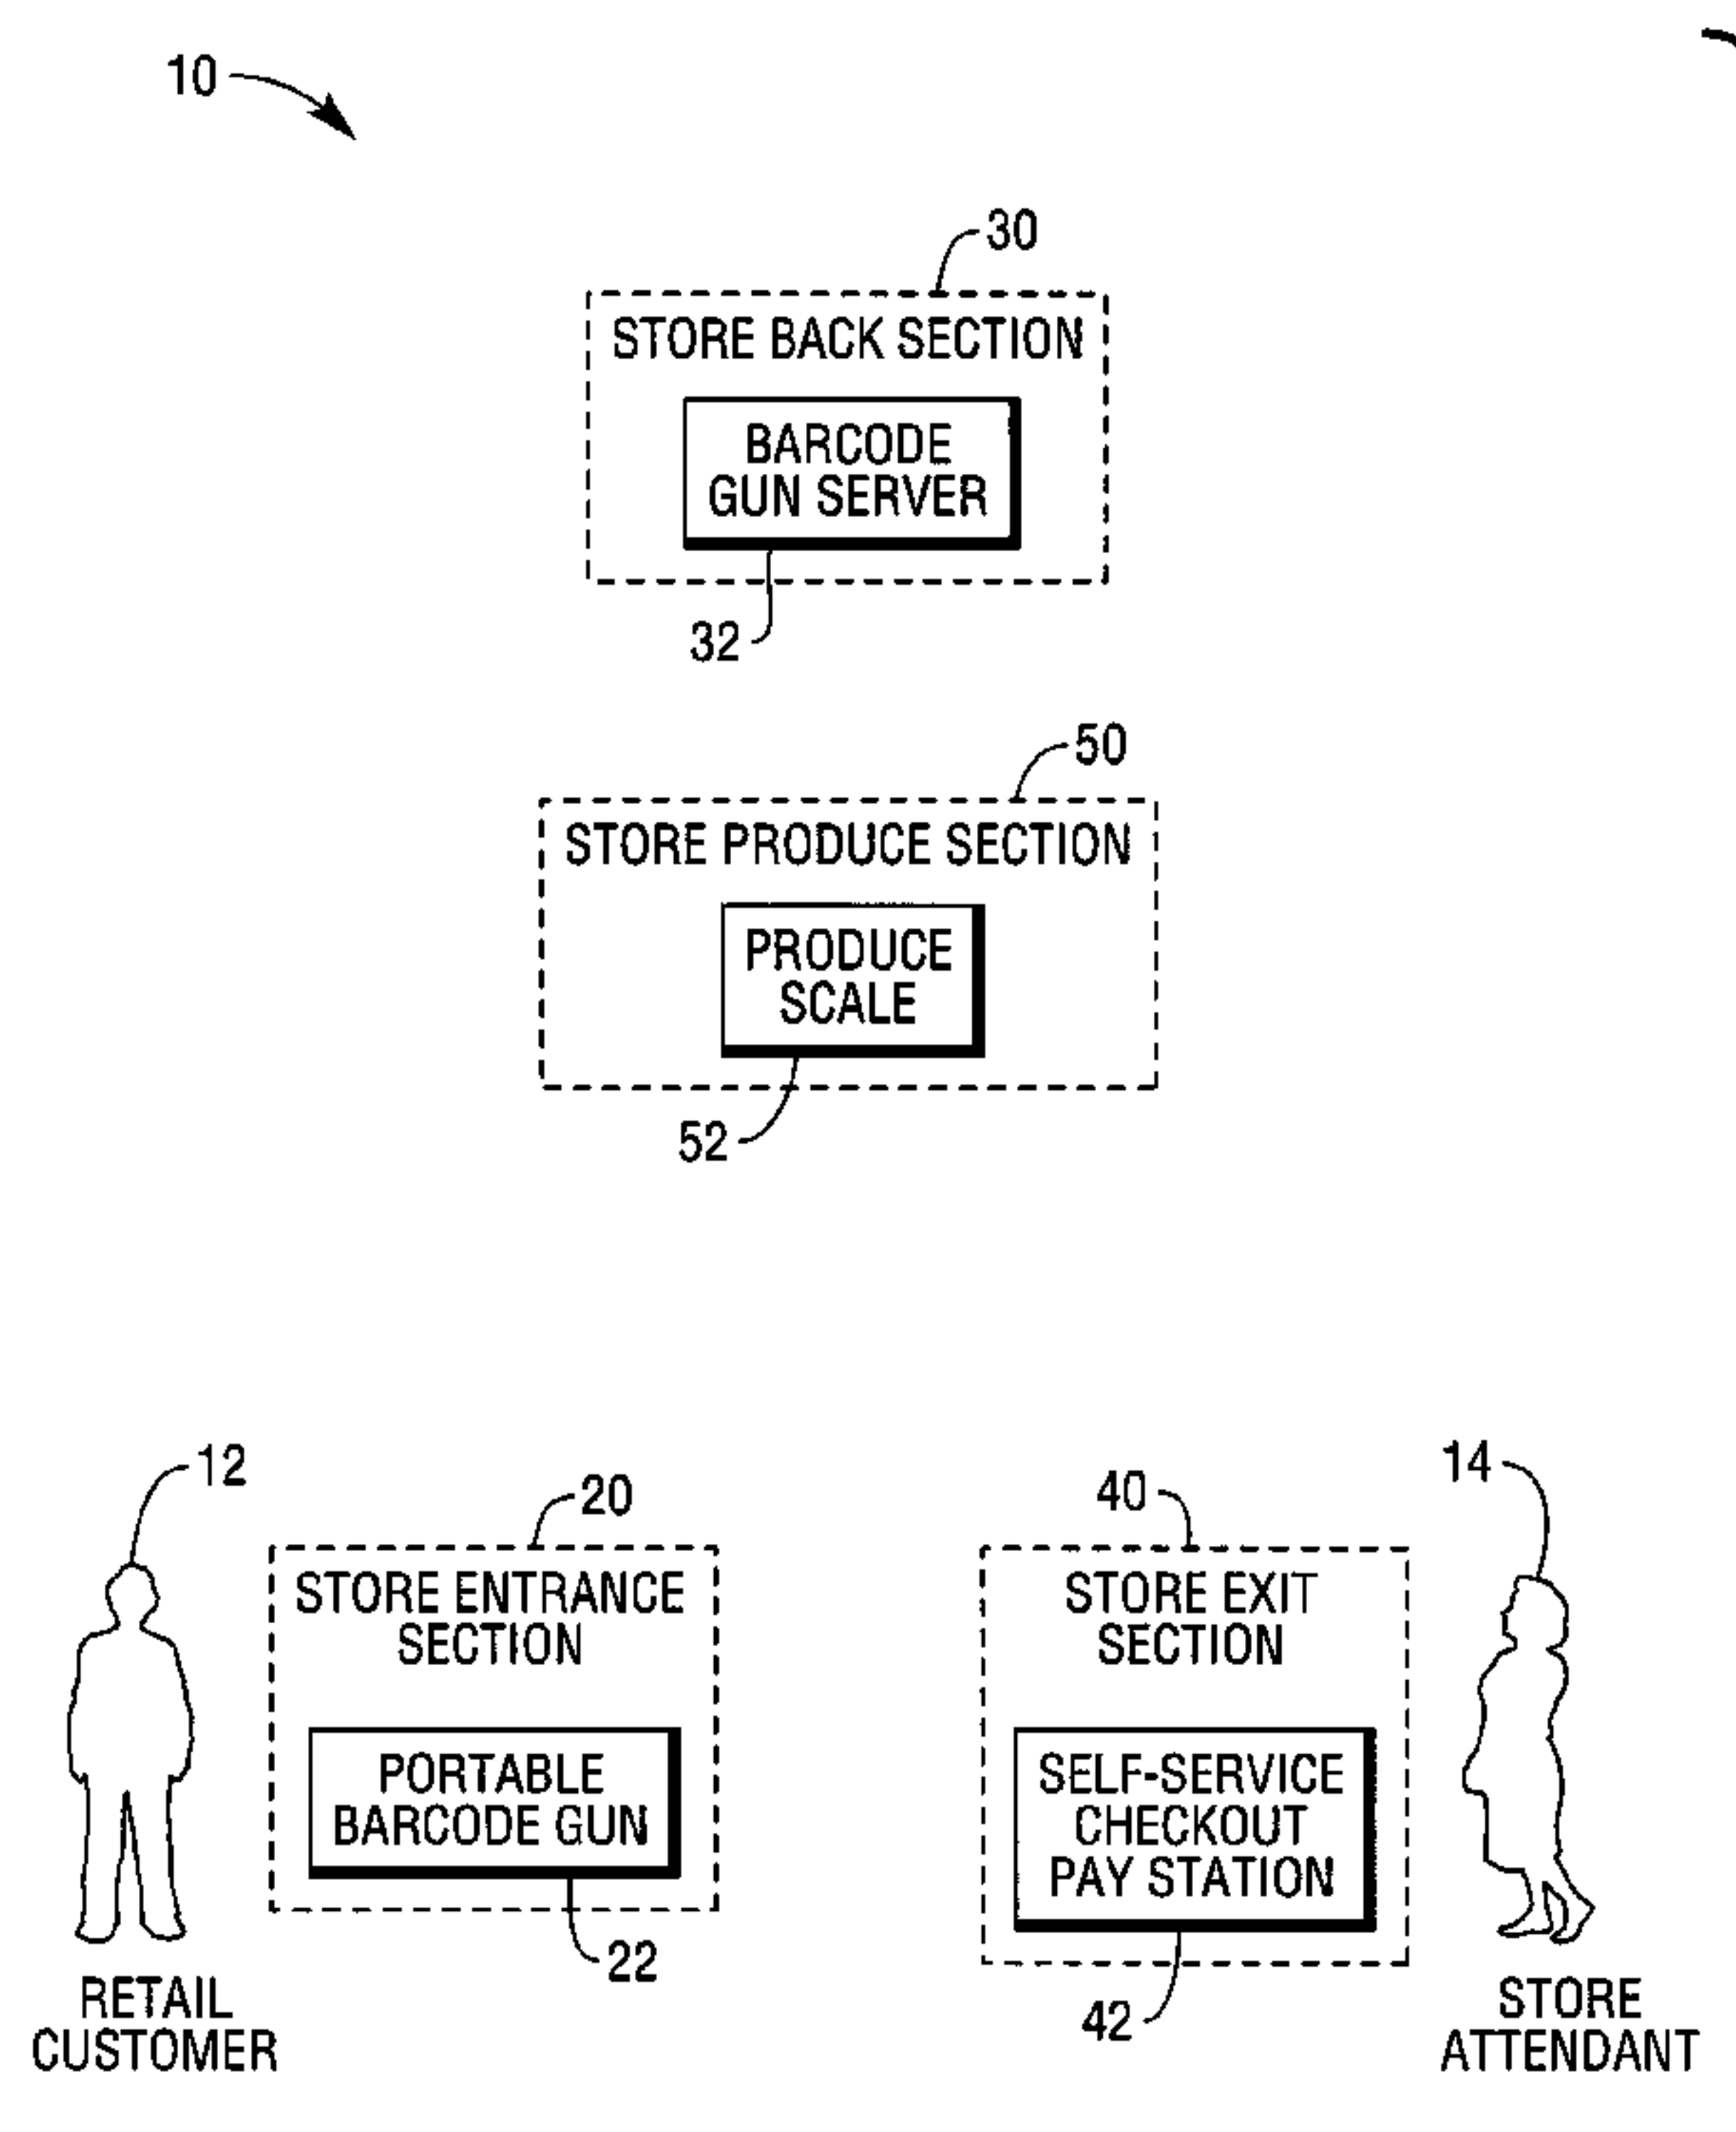 10
30
STORE BACK SECTION
BARCODE
GUN SERVER
32
50
STORE PRODUCE SECTION
PRODUCE
SCALE
52
12
20
STORE ENTRANCE
SECTION
PORTABLE
BARCODE GUN
22
RETAIL
CUSTOMER
40
14
STORE EXIT
SECTION
SELF-SERVICE
CHECKOUT
PAY STATION
42
STORE
ATTENDANT